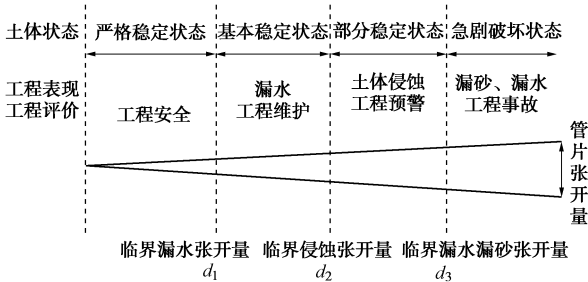 土体状态 严格稳定状态 基本稳定状态 部分稳定状态 急剧破坏状态
工程表现 漏水 土体侵蚀 漏砂、漏水
工程评价 工程安全 工程维护 工程预警 工程事故
管片张开量
临界漏水张开量 临界侵蚀张开量 临界漏水漏砂张开量
d1 d2 d3